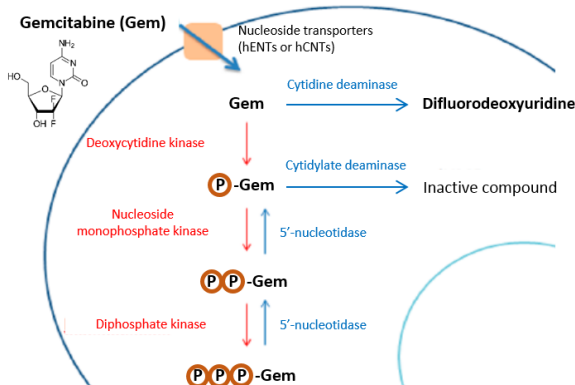 Gemcitabine (Gem)
Nucleoside transporters
(hENTs or hCNTs)
NH₂
N
HO
O
N
O
F
OH
F
Cytidine deaminase
Gem
Difluorodeoxyuridine
Deoxycytidine kinase
Cytidylate deaminase
P -Gem
Inactive compound
Nucleoside
monophosphate kinase
5′-nucleotidase
P P -Gem
Diphosphate kinase
5′-nucleotidase
P P P -Gem